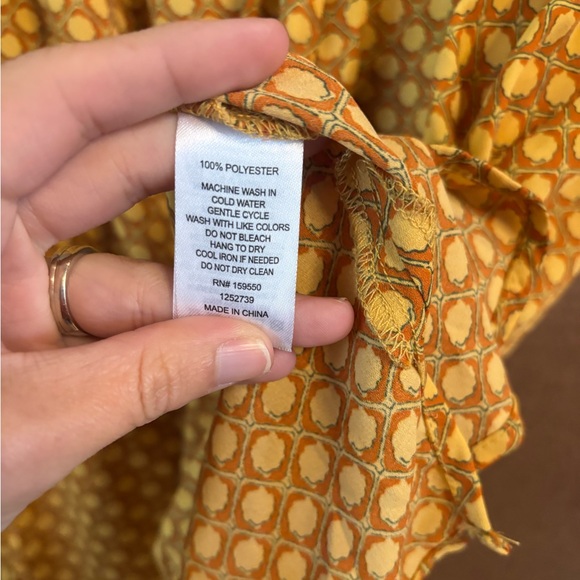 100% POLYESTER
MACHINE WASH IN
COLD WATER
GENTLE CYCLE
WASH WITH LIKE COLORS
DO NOT BLEACH
HANG TO DRY
COOL IRON IF NEEDED
DO NOT DRY CLEAN
RN# 159550
1252739
MADE IN CHINA